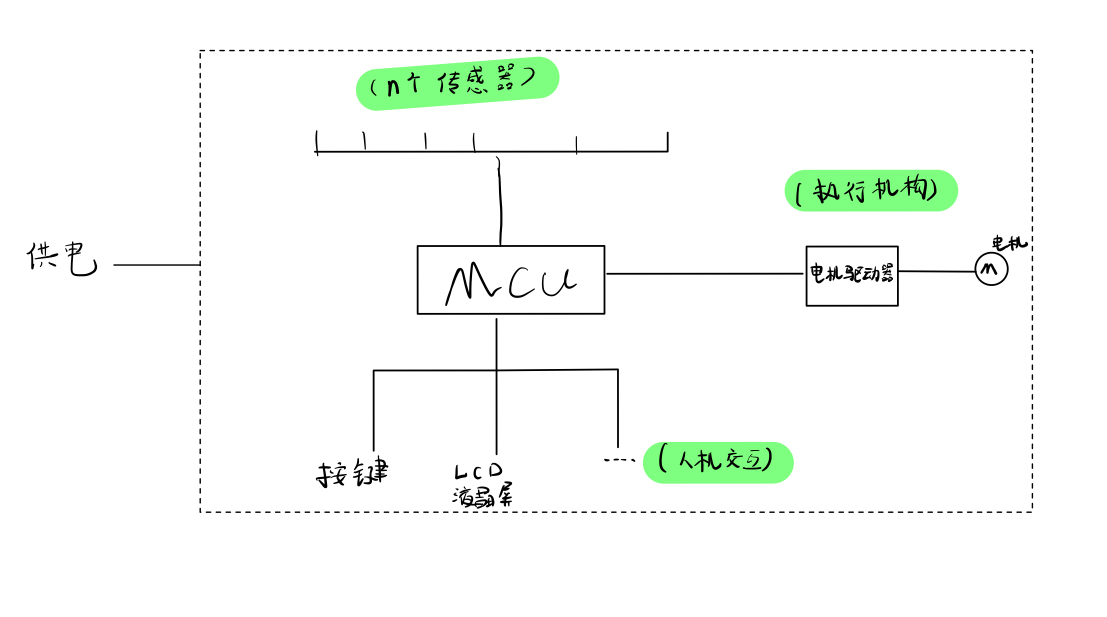 (n个传感器)
(执行机构)
供电
电机
MCU
电机驱动器
M
按键
LCD
液晶屏
----
(人机交互)